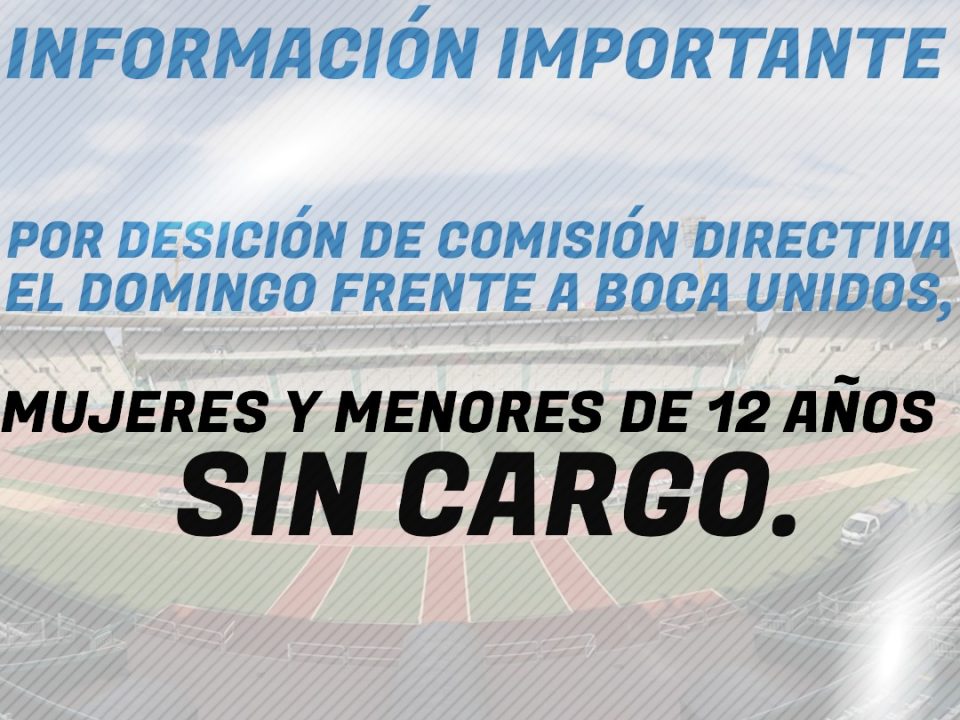 INFORMACIÓN IMPORTANTE
POR DESICIÓN DE COMISIÓN DIRECTIVA
EL DOMINGO FRENTE A BOCA UNIDOS,
MUJERES Y MENORES DE 12 AÑOS
SIN CARGO.